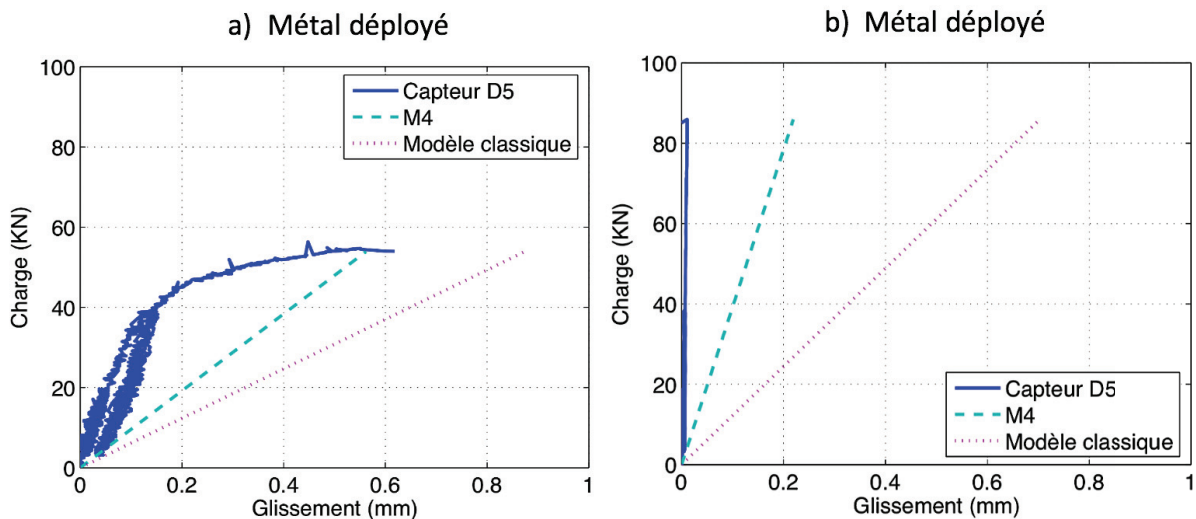 a) Métal déployé
100
80
60
40
20
0
Charge (KN)
Capteur D5
M4
Modèle classique
0
0.2
0.4
0.6
0.8
1
Glissement (mm)
b) Métal déployé
100
80
60
40
20
0
Charge (KN)
Capteur D5
M4
Modèle classique
0
0.2
0.4
0.6
0.8
1
Glissement (mm)